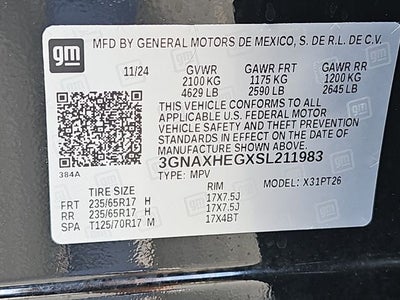 gm
MFD BY GENERAL MOTORS DE MEXICO, S. DE R.L. DE C.V.
11/24 GVWR GAWR FRT GAWR RR
2100 KG 1175 KG 1200 KG
4629 LB 2590 LB 2645 LB
THIS VEHICLE CONFORMS TO ALL
APPLICABLE U.S. FEDERAL MOTOR
VEHICLE SAFETY AND THEFT PREVENTION
STANDARDS IN EFFECT ON THE DATE OF
MANUFACTURE SHOWN ABOVE.
3GNAXHEGXSL211983
384A TYPE: MPV MODEL: X31PT26
TIRE SIZE RIM
FRT 235/65R17 H 17X7.5J
RR 235/65R17 H 17X7.5J
SPA T125/70R17 M 17X4BT